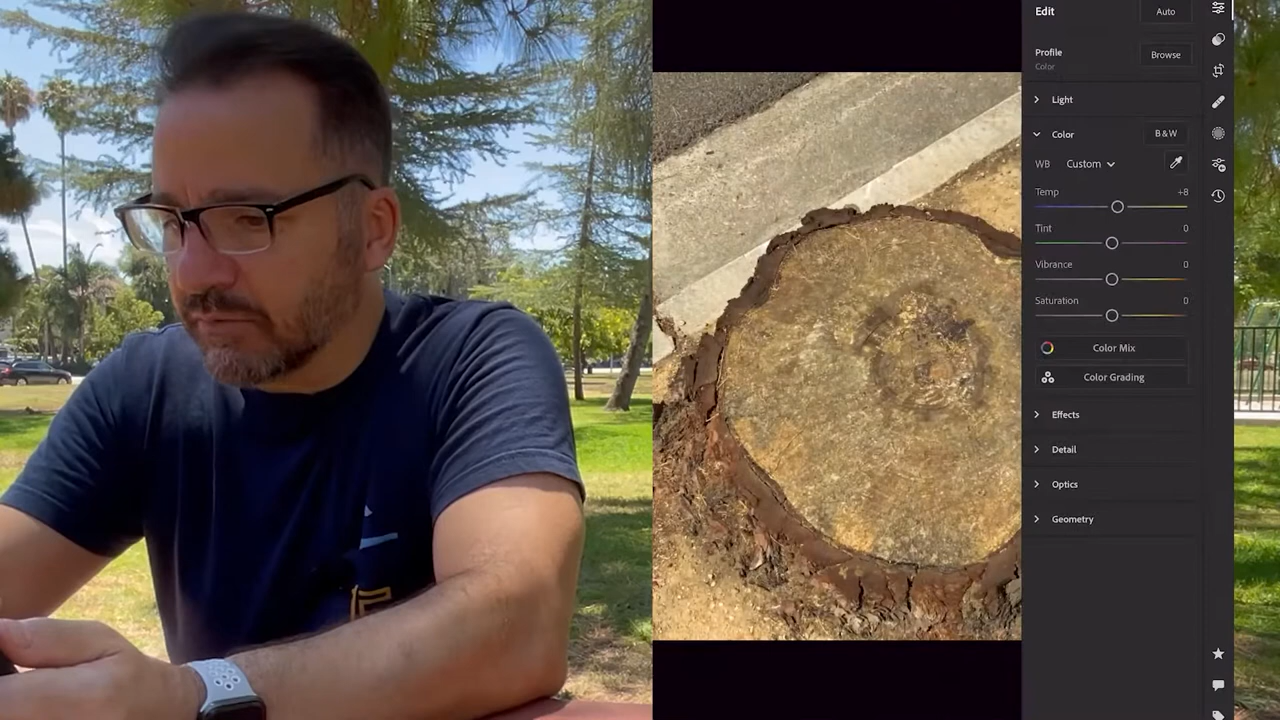 Edit
Auto
Profile
Color
Browse
Light
Color
B&W
WB
Custom
Temp
+8
Tint
0
Vibrance
0
Saturation
0
Color Mix
Color Grading
Effects
Detail
Optics
Geometry